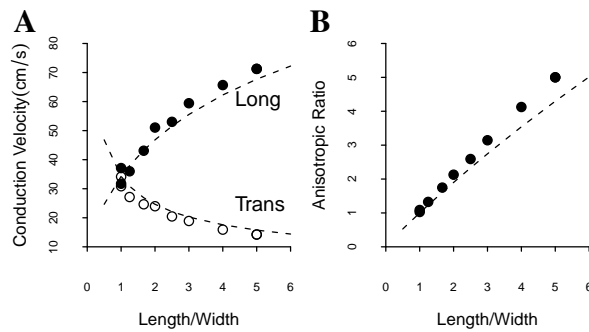 A
B
Conduction Velocity(cm/s)
80
70
60
50
40
30
20
10
Long
Trans
0 1 2 3 4 5 6
Length/Width
Anisotropic Ratio
6
5
4
3
2
1
0
0 1 2 3 4 5 6
Length/Width